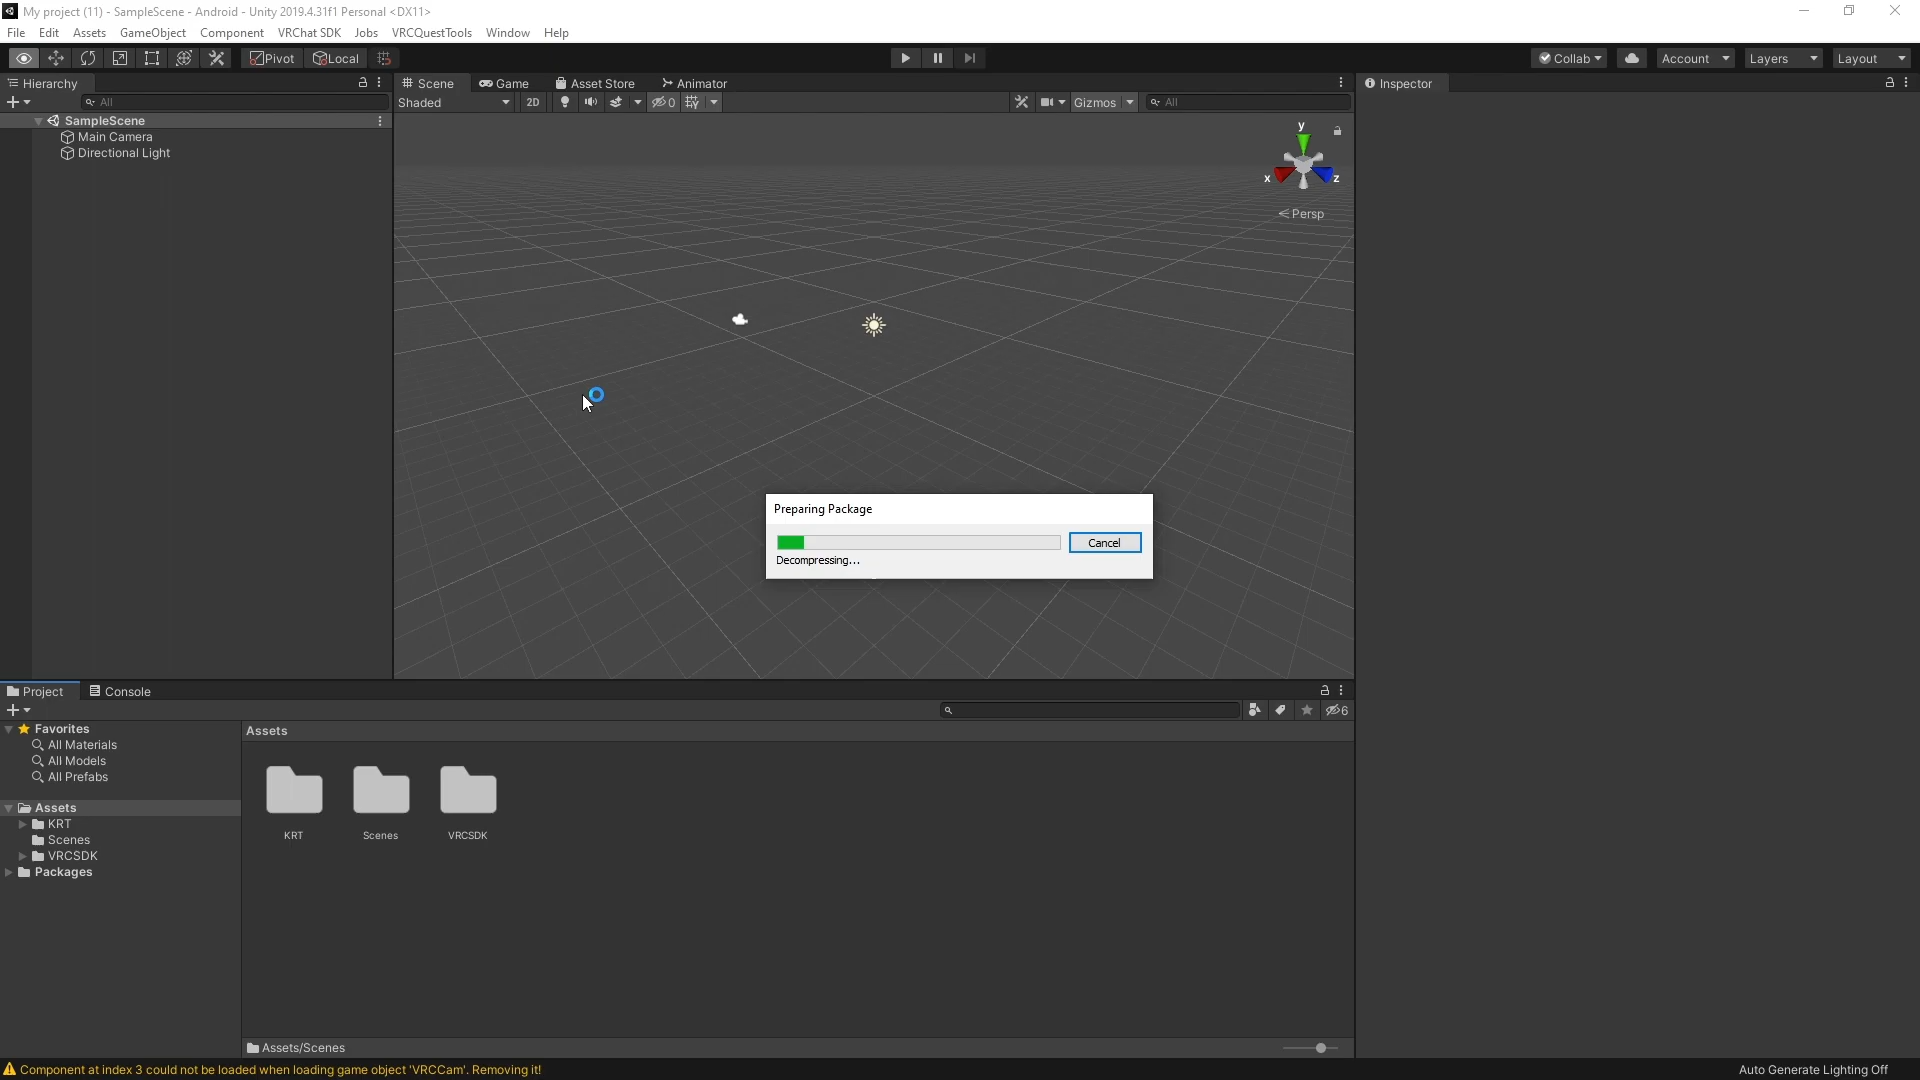 My project (11) - SampleScene - Android - Unity 2019.4.31f1 Personal <DX11>
File Edit Assets GameObject Component VRChat SDK Jobs VRCQuestTools Window Help
Pivot Local Collab Account Layers Layout
Hierarchy Scene Game Asset Store Animator Inspector
All Shaded 2D 0 Gizmos All
SampleScene
Main Camera
Directional Light
y
x z
Persp
Preparing Package
Cancel
Decompressing...
Project Console
6
Favorites
All Materials
All Models
All Prefabs
Assets
KRT
Scenes
VRCSDK
Packages
Assets
KRT Scenes VRCSDK
Assets/Scenes
Component at index 3 could not be loaded when loading game object 'VRCCam'. Removing it!
Auto Generate Lighting Off